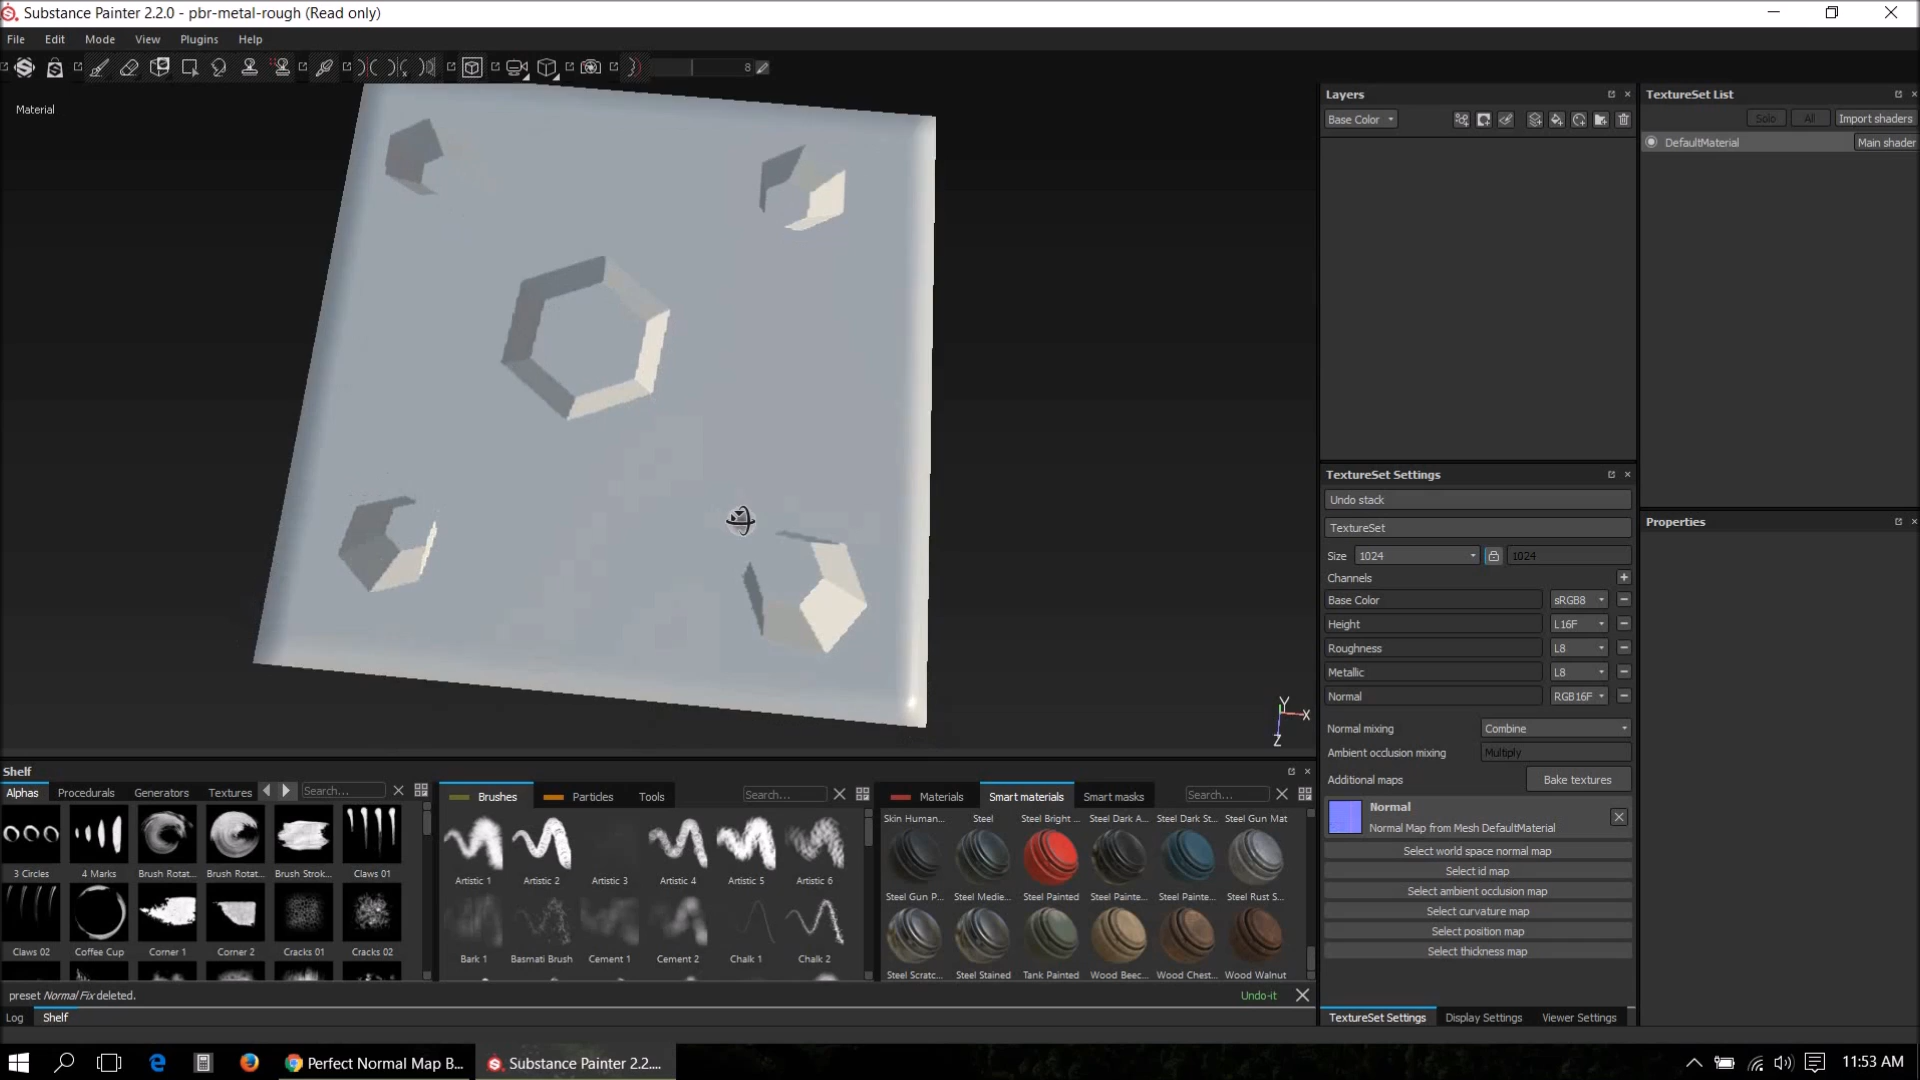 Substance Painter 2.2.0 - pbr-metal-rough (Read only)
File Edit Mode View Plugins Help
8
Material
Layers
Base Color
TextureSet List
Solo All Import shaders
DefaultMaterial Main shader
TextureSet Settings
Undo stack
TextureSet
Size 1024 1024
Channels
Base Color sRGB8
Height L16F
Roughness L8
Metallic L8
Normal RGB16F
Normal mixing Combine
Ambient occlusion mixing Multiply
Additional maps Bake textures
Normal
Normal Map from Mesh DefaultMaterial
Select world space normal map
Select id map
Select ambient occlusion map
Select curvature map
Select position map
Select thickness map
TextureSet Settings Display Settings Viewer Settings
Properties
Y
X
Z
Shelf
Alphas Procedurals Generators Textures Search...
3 Circles 4 Marks Brush Rotat... Brush Rotat... Brush Strok... Claws 01
Claws 02 Coffee Cup Corner 1 Corner 2 Cracks 01 Cracks 02
Brushes Particles Tools Search...
Artistic 1 Artistic 2 Artistic 3 Artistic 4 Artistic 5 Artistic 6
Bark 1 Basmati Brush Cement 1 Cement 2 Chalk 1 Chalk 2
Materials Smart materials Smart masks Search...
Skin Human... Steel Steel Bright ... Steel Dark A... Steel Dark St... Steel Gun Mat
Steel Gun P... Steel Medie... Steel Painted Steel Painte... Steel Painte... Steel Rust S...
Steel Scratc... Steel Stained Tank Painted Wood Beec... Wood Chest... Wood Walnut
preset Normal Fix deleted. Undo-it
Log Shelf
Perfect Normal Map B... Substance Painter 2.2.... 11:53 AM